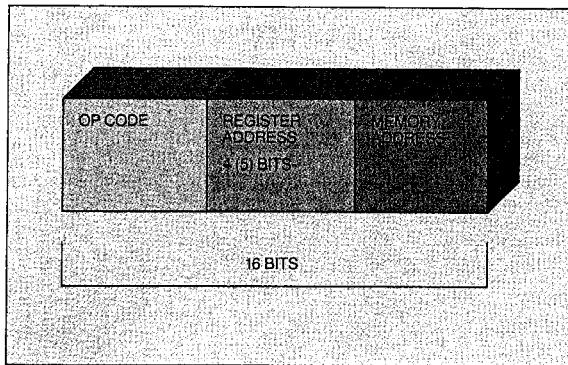 OP CODE
REGISTER
ADDRESS
4 (5) BITS
MEMORY
ADDRESS
16 BITS